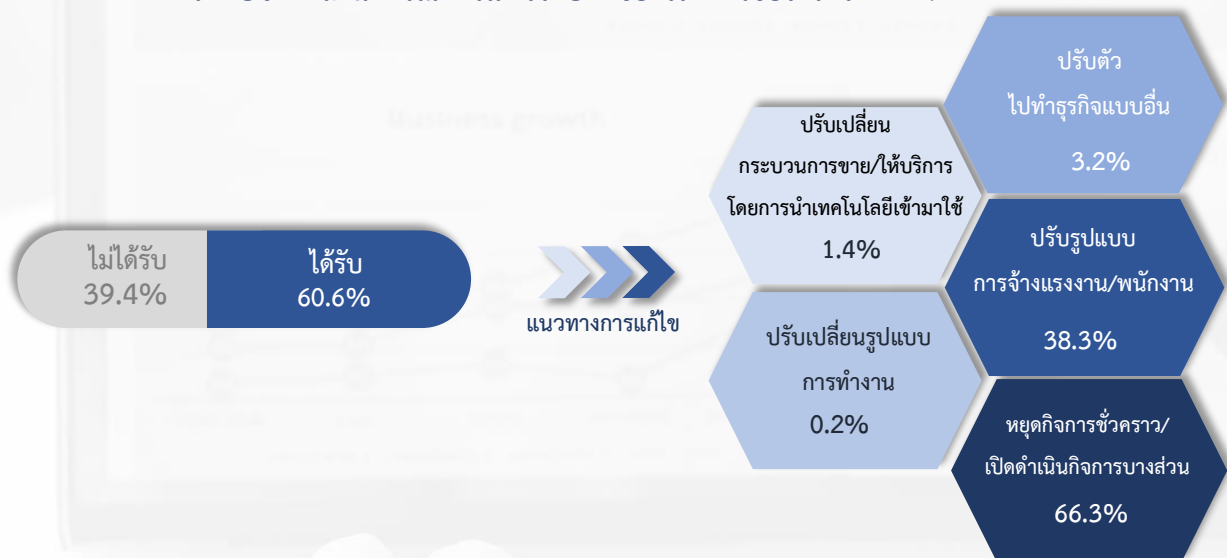 ไม่ได้รับ
39.4%
ได้รับ
60.6%
แนวทางการแก้ไข
ปรับเปลี่ยน
กระบวนการขาย/ให้บริการ
โดยการนำเทคโนโลยีเข้ามาใช้
1.4%
ปรับเปลี่ยนรูปแบบ
การทำงาน
0.2%
ปรับตัว
ไปทำธุรกิจแบบอื่น
3.2%
ปรับรูปแบบ
การจ้างแรงงาน/พนักงาน
38.3%
หยุดกิจการชั่วคราว/
เปิดดำเนินกิจการบางส่วน
66.3%